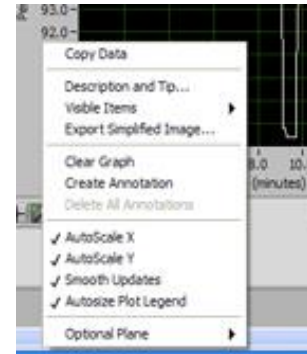 93.0
92.0
Copy Data
Description and Tip...
Visible Items
Export Simplified Image...
Clear Graph
Create Annotation
Delete All Annotations
AutoScale X
AutoScale Y
Smooth Updates
Autosize Plot Legend
Optional Plane
8.0 10.
(minutes)